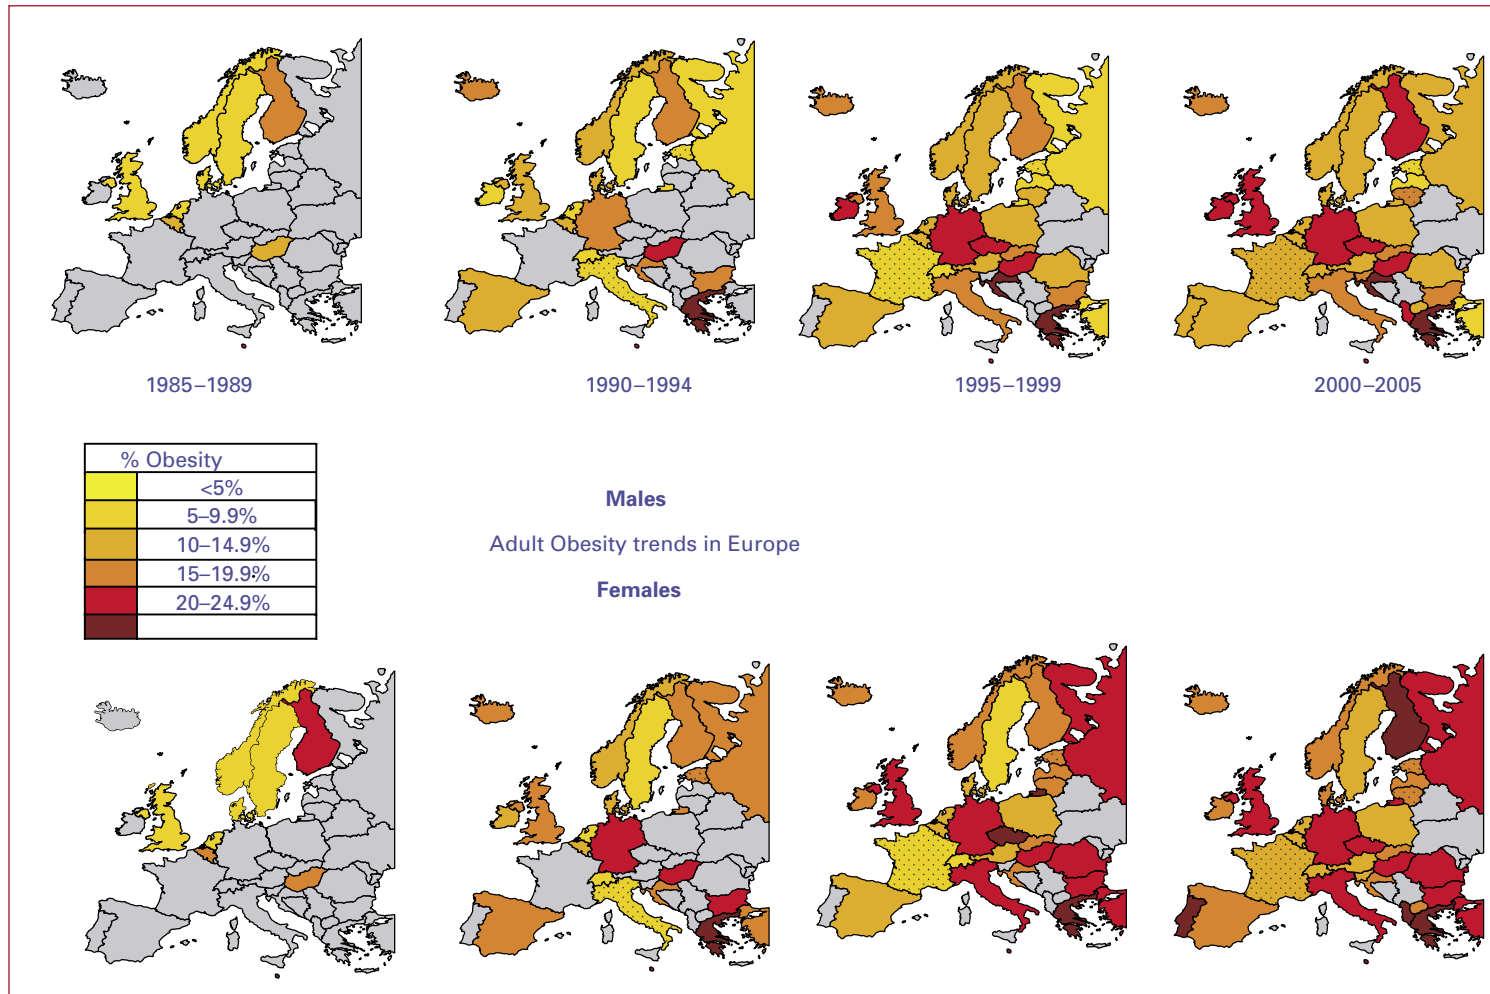 1985–1989
1990–1994
1995–1999
2000–2005
% Obesity
<5%
5–9.9%
10–14.9%
15–19.9%
20–24.9%
Males
Adult Obesity trends in Europe
Females